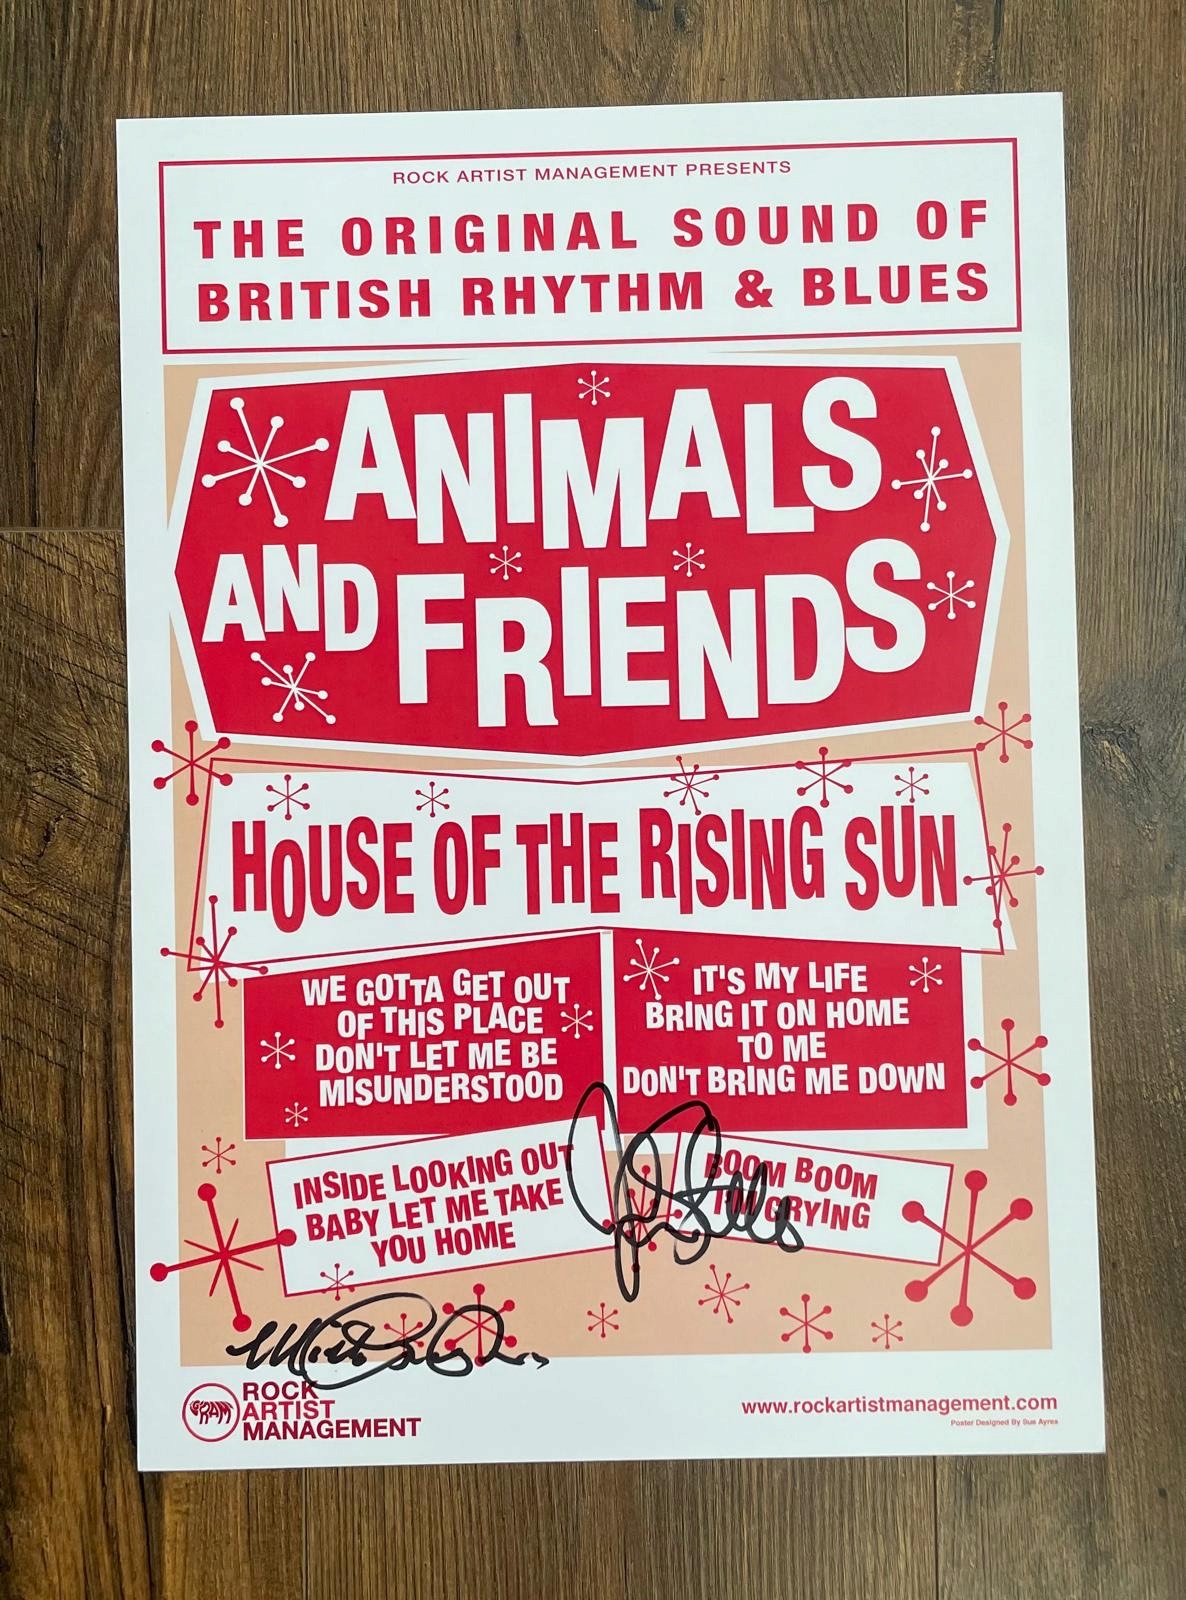 ROCK ARTIST MANAGEMENT PRESENTS
THE ORIGINAL SOUND OF
BRITISH RHYTHM & BLUES
ANIMALS
AND FRIENDS
HOUSE OF THE RISING SUN
WE GOTTA GET OUT
OF THIS PLACE
DON'T LET ME BE
MISUNDERSTOOD
IT'S MY LIFE
BRING IT ON HOME
TO ME
DON'T BRING ME DOWN
INSIDE LOOKING OUT
BABY LET ME TAKE
YOU HOME
BOOM BOOM
I'M CRYING
RAM
ROCK
ARTIST
MANAGEMENT
www.rockartistmanagement.com
Poster Designed By Sue Ayres